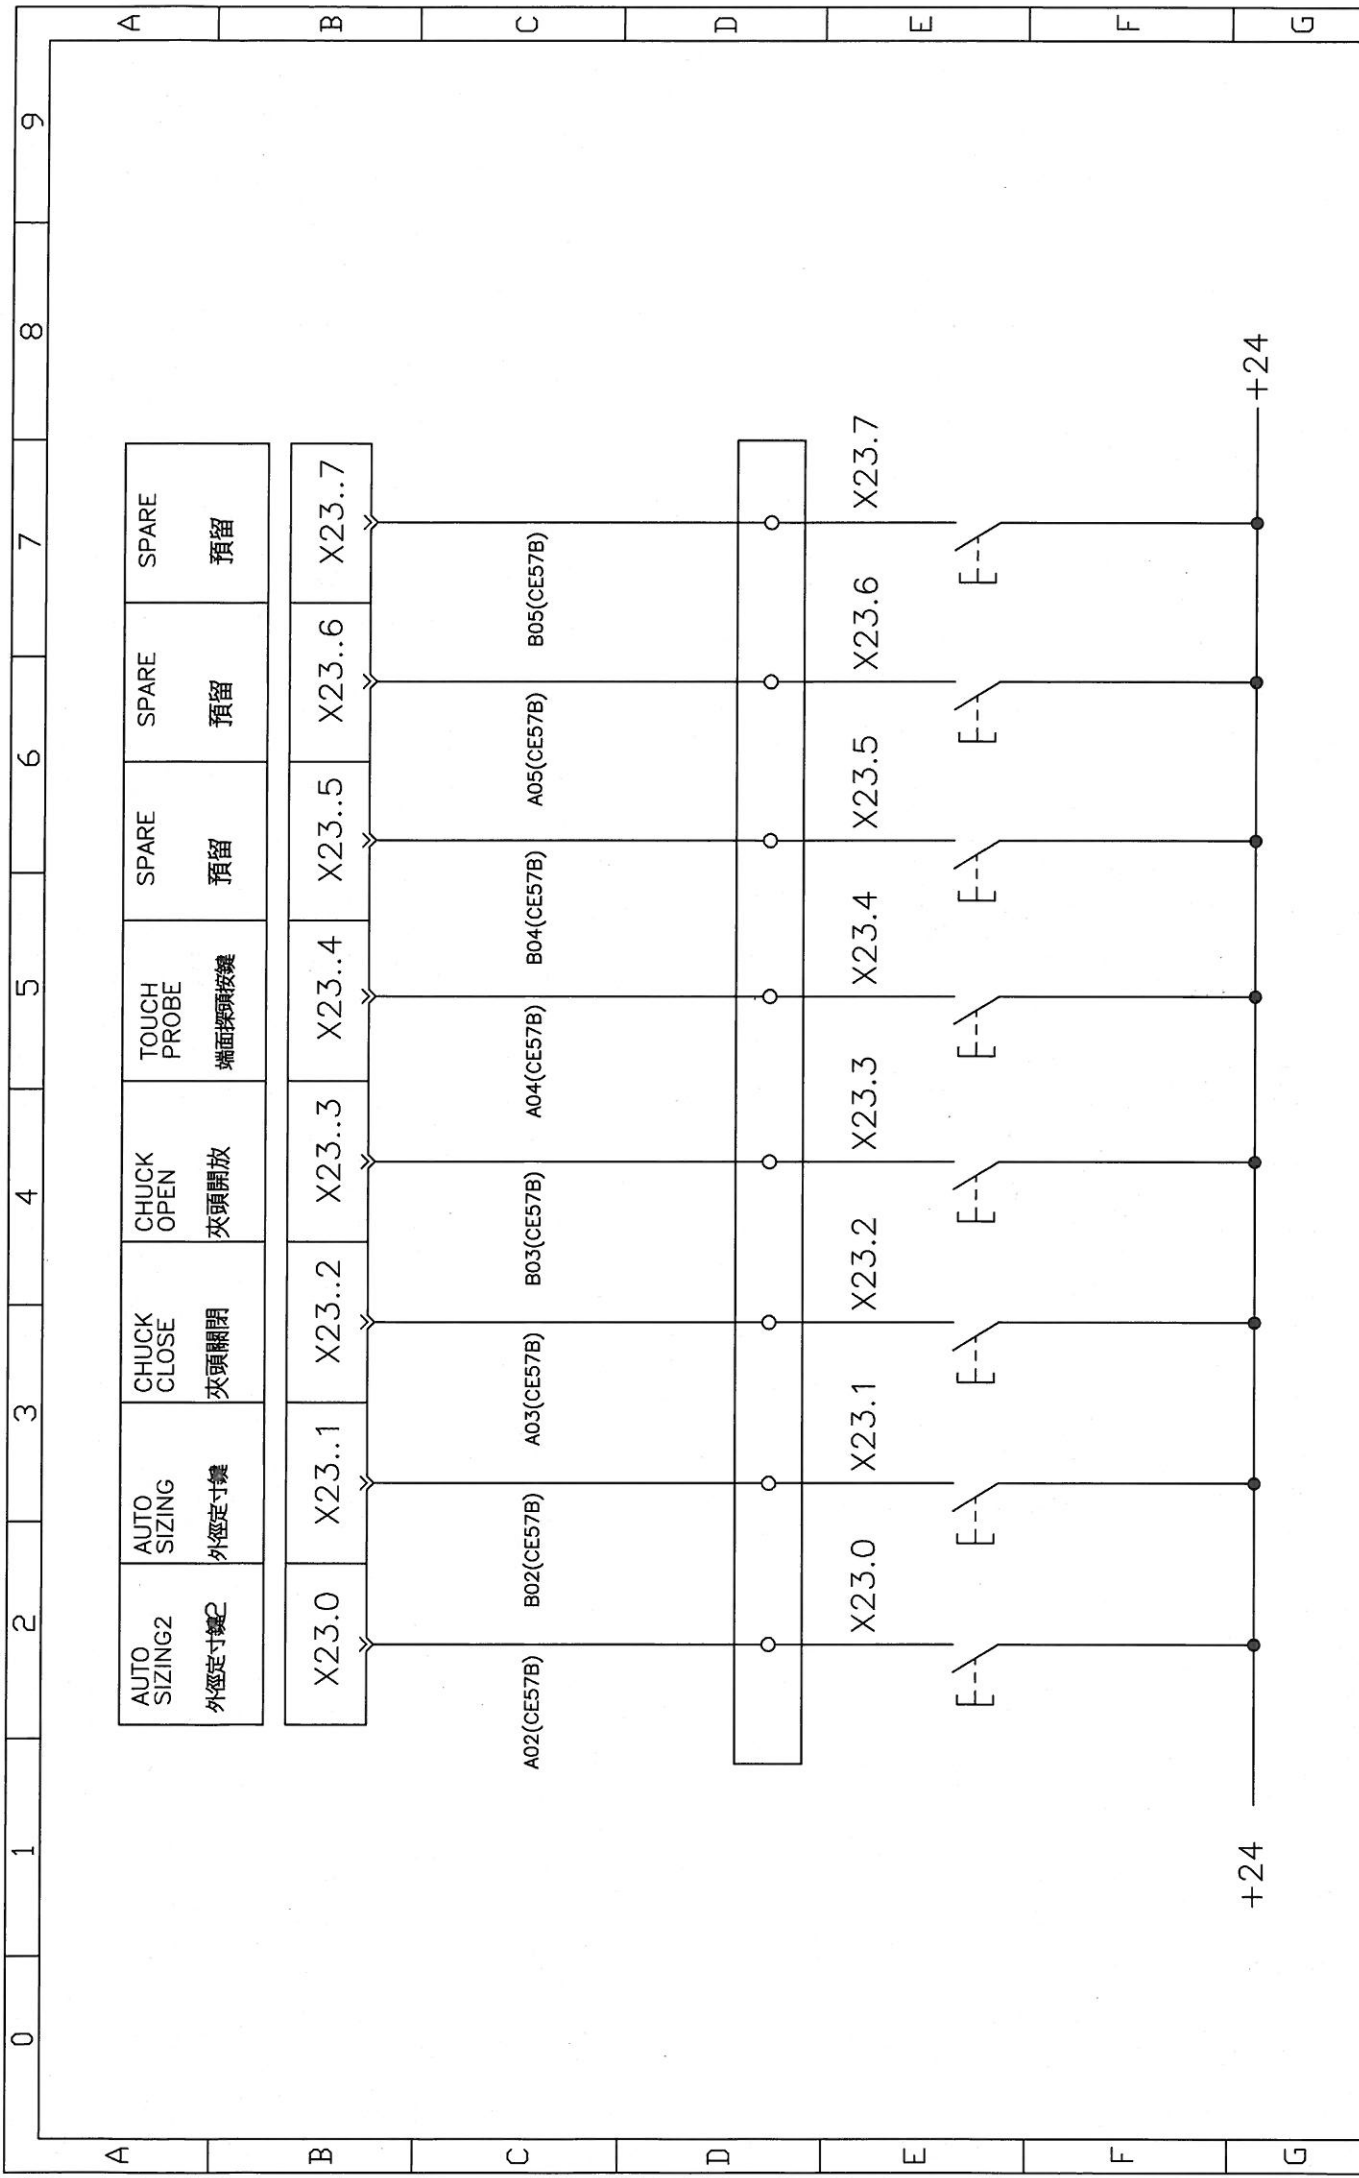 0 1 2 3 4 5 6 7 8 9
A A
AUTO SIZING2 AUTO SIZING CHUCK CLOSE CHUCK OPEN TOUCH PROBE SPARE SPARE SPARE
外徑定寸鍵2 外徑定寸鍵 夾頭關閉 夾頭開放 端面探頭按鍵 預留 預留 預留
B B
X23.0 X23..1 X23..2 X23..3 X23..4 X23..5 X23..6 X23..7
C C
A02(CE57B) B02(CE57B) A03(CE57B) B03(CE57B) A04(CE57B) B04(CE57B) A05(CE57B) B05(CE57B)
D D
X23.0 X23.1 X23.2 X23.3 X23.4 X23.5 X23.6 X23.7
E E
F F
+24 +24
G G